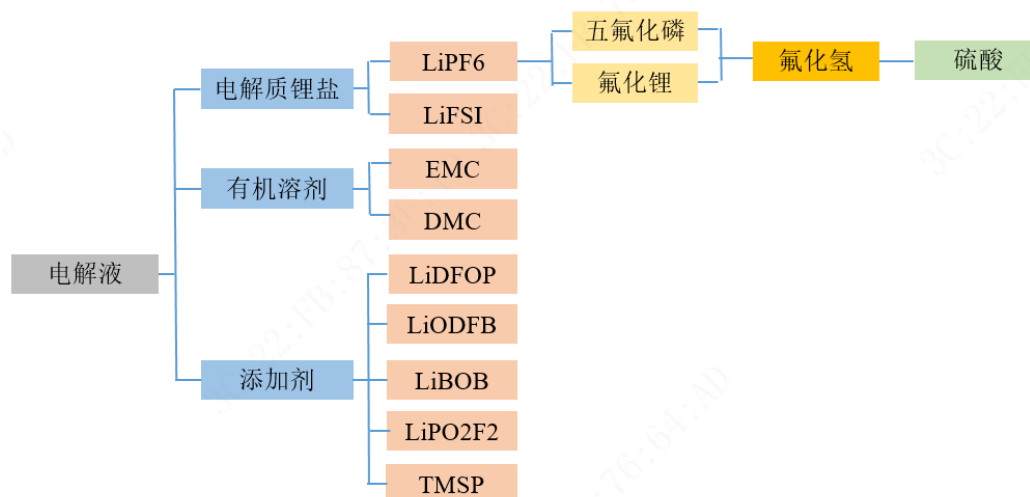 五氟化磷
LiPF6
氟化氢
硫酸
电解质锂盐
氟化锂
LiFSI
EMC
有机溶剂
DMC
电解液
LiDFOP
LiODFB
添加剂
LiBOB
LiPO2F2
TMSP